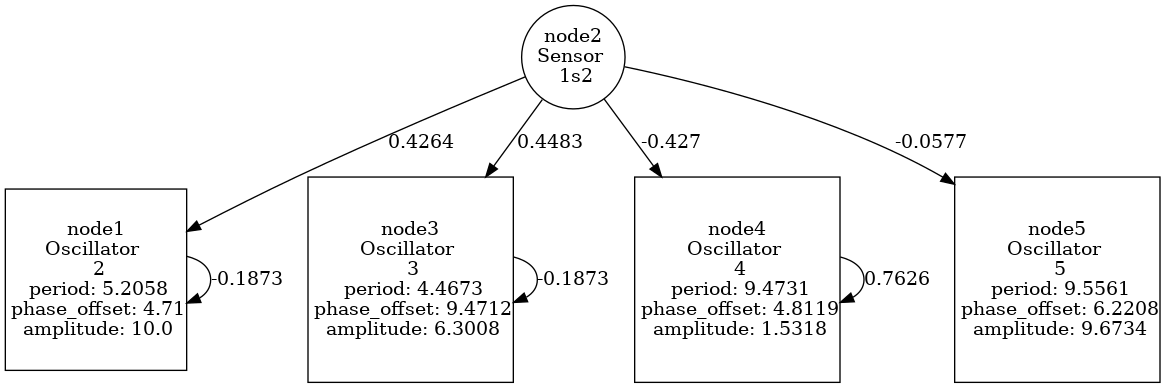 node2
Sensor
1s2
0.4264
0.4483
-0.427
-0.0577
node1
Oscillator
2
period: 5.2058
phase_offset: 4.71
amplitude: 10.0
-0.1873
node3
Oscillator
3
period: 4.4673
phase_offset: 9.4712
amplitude: 6.3008
-0.1873
node4
Oscillator
4
period: 9.4731
phase_offset: 4.8119
amplitude: 1.5318
0.7626
node5
Oscillator
5
period: 9.5561
phase_offset: 6.2208
amplitude: 9.6734